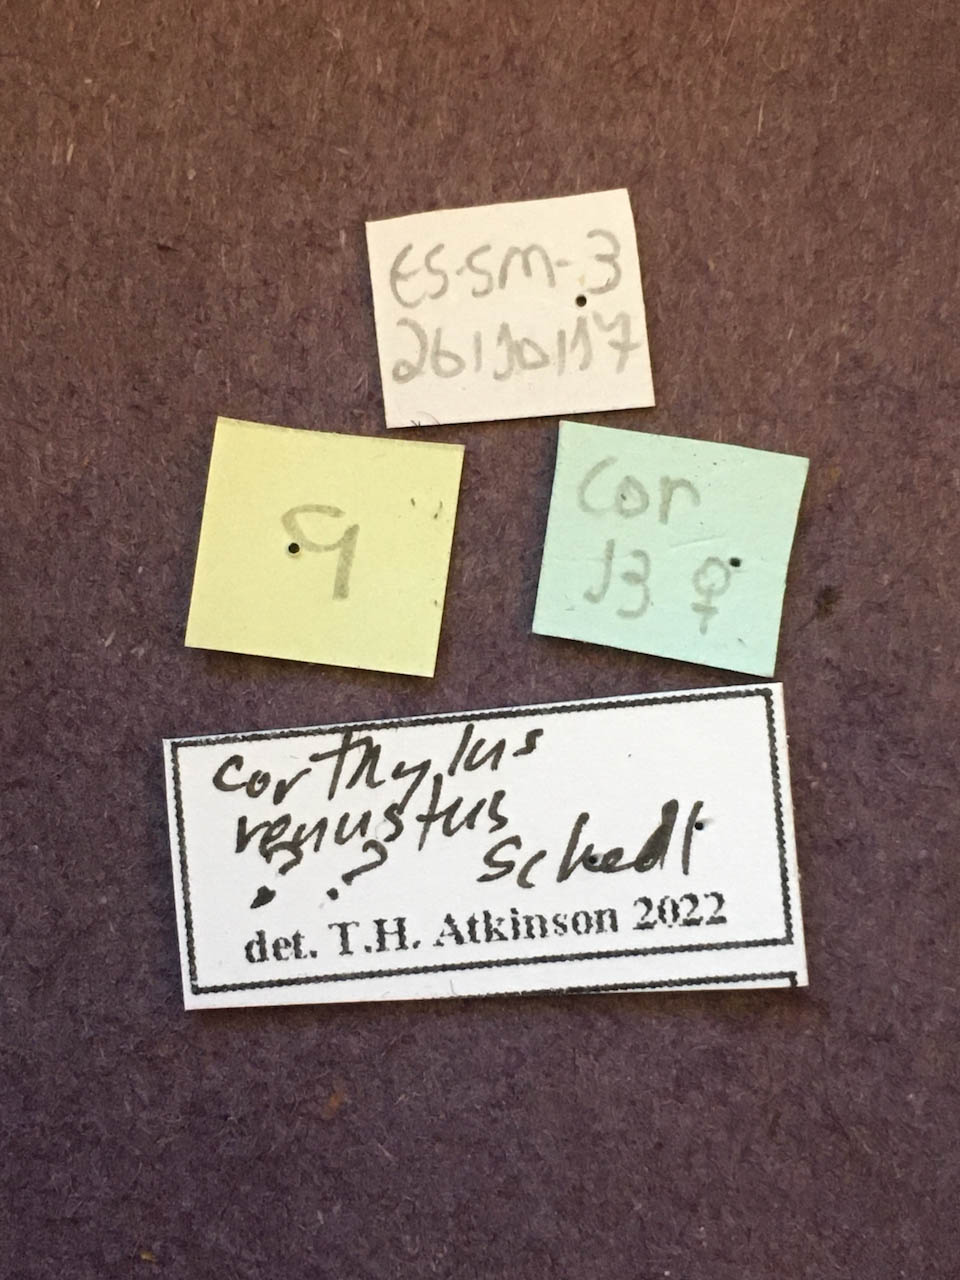 ES-SM-3
26/10/17
9
Cor
13 ♀
corthylus
venustus
? ? Schedl
det. T.H. Atkinson 2022